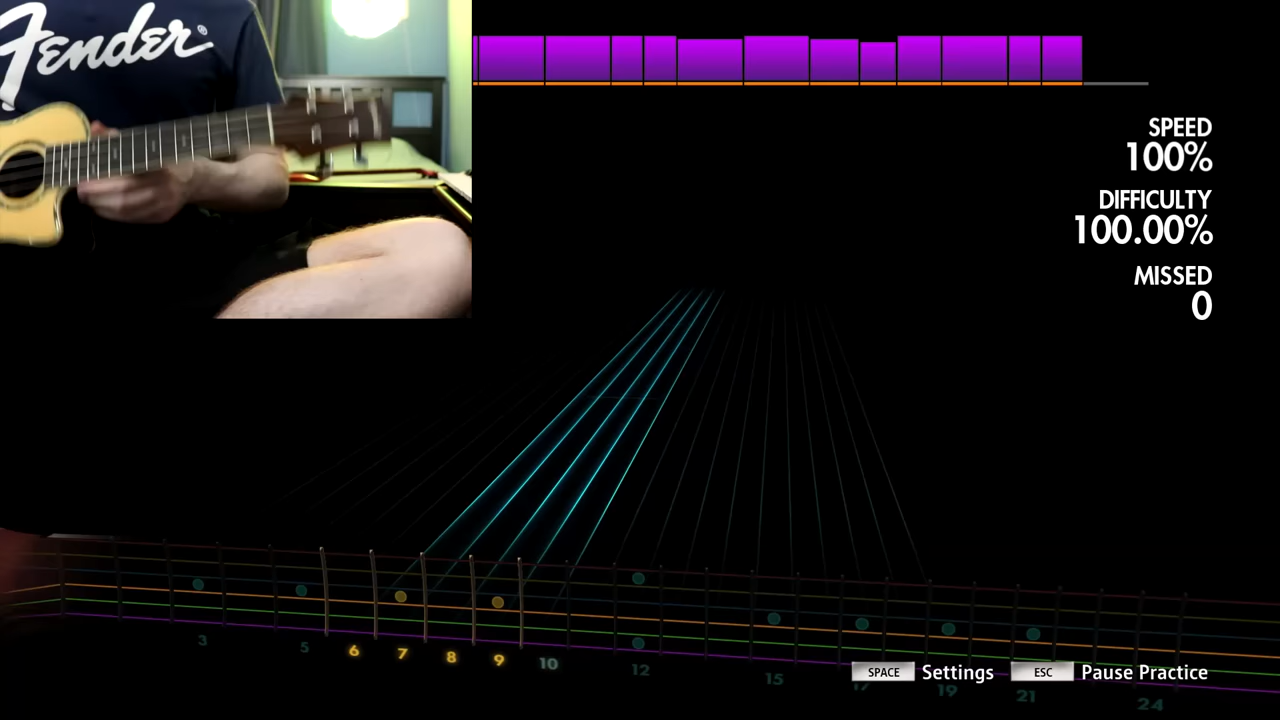 Fender®
SPEED
100%
DIFFICULTY
100.00%
MISSED
0
3 5 6 7 8 9 10 12 15 17 19 21 24
SPACE Settings ESC Pause Practice